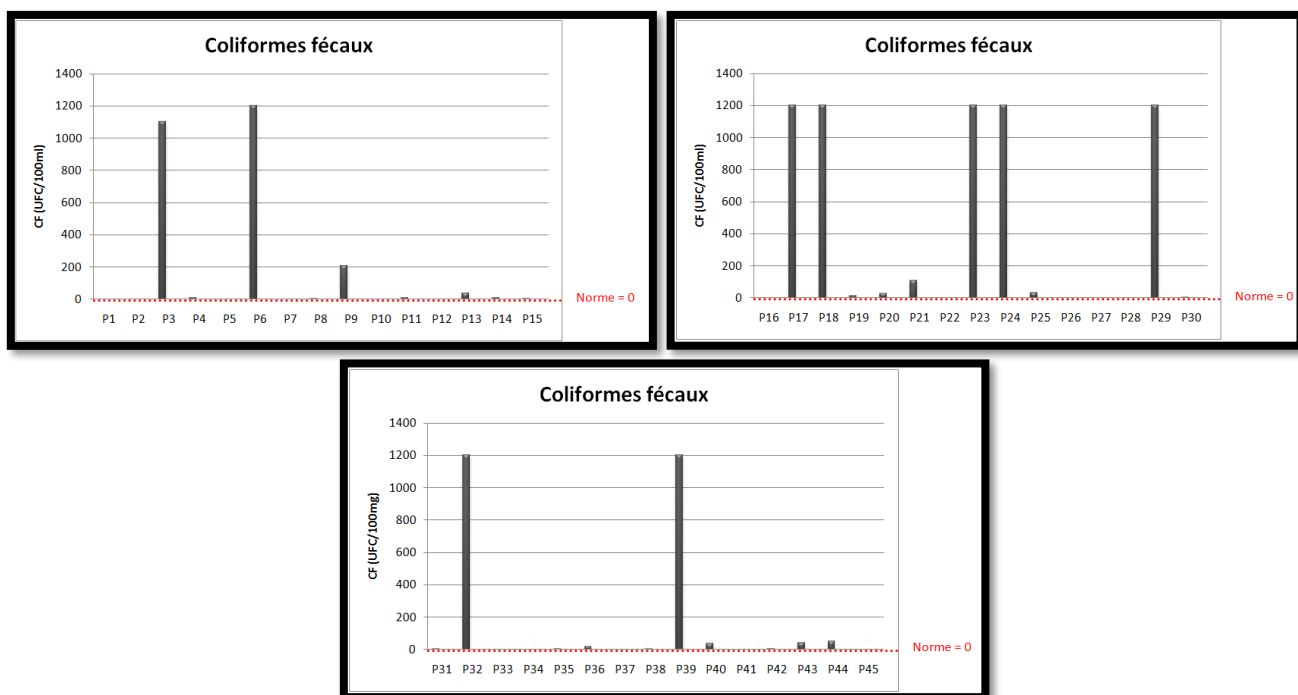 Coliformes fécaux
CF (UFC/100ml)
1400
1200
1000
800
600
400
200
0
Norme = 0
P1 P2 P3 P4 P5 P6 P7 P8 P9 P10 P11 P12 P13 P14 P15
Coliformes fécaux
CF (UFC/100ml)
1400
1200
1000
800
600
400
200
0
Norme = 0
P16 P17 P18 P19 P20 P21 P22 P23 P24 P25 P26 P27 P28 P29 P30
Coliformes fécaux
CF (UFC/100mg)
1400
1200
1000
800
600
400
200
0
Norme = 0
P31 P32 P33 P34 P35 P36 P37 P38 P39 P40 P41 P42 P43 P44 P45